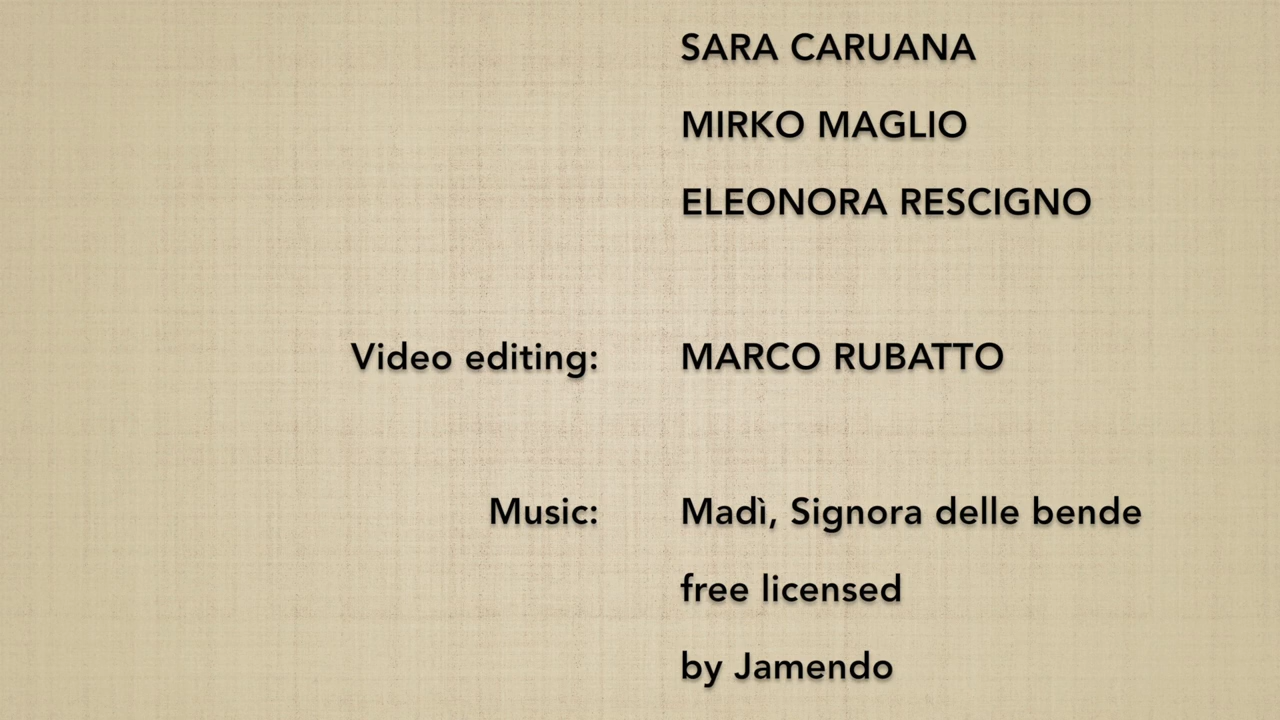 SARA CARUANA
MIRKO MAGLIO
ELEONORA RESCIGNO
Video editing: MARCO RUBATTO
Music: Madì, Signora delle bende
free licensed
by Jamendo